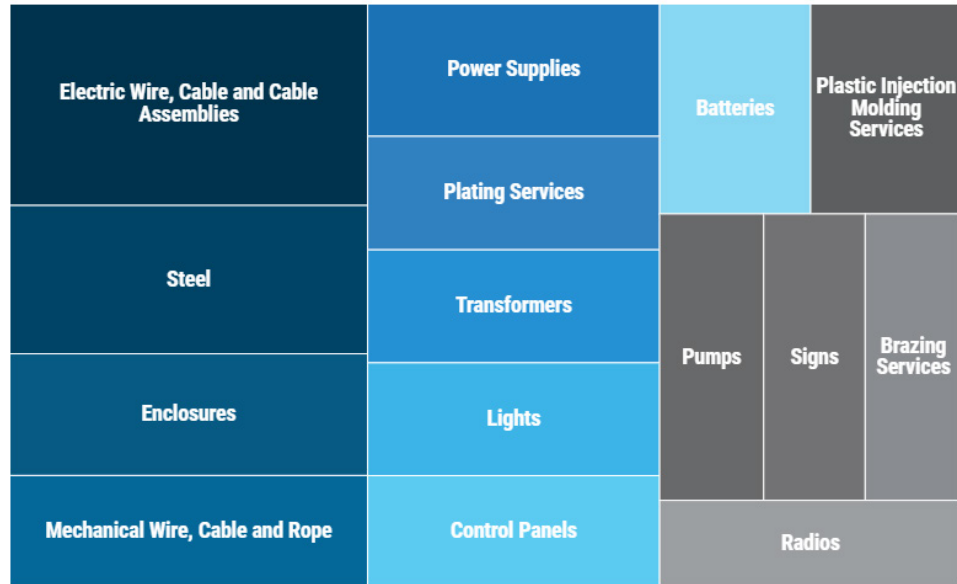 Electric Wire, Cable and Cable
Assemblies
Steel
Enclosures
Mechanical Wire, Cable and Rope
Power Supplies
Plating Services
Transformers
Lights
Control Panels
Batteries
Plastic Injection
Molding
Services
Pumps
Signs
Brazing
Services
Radios